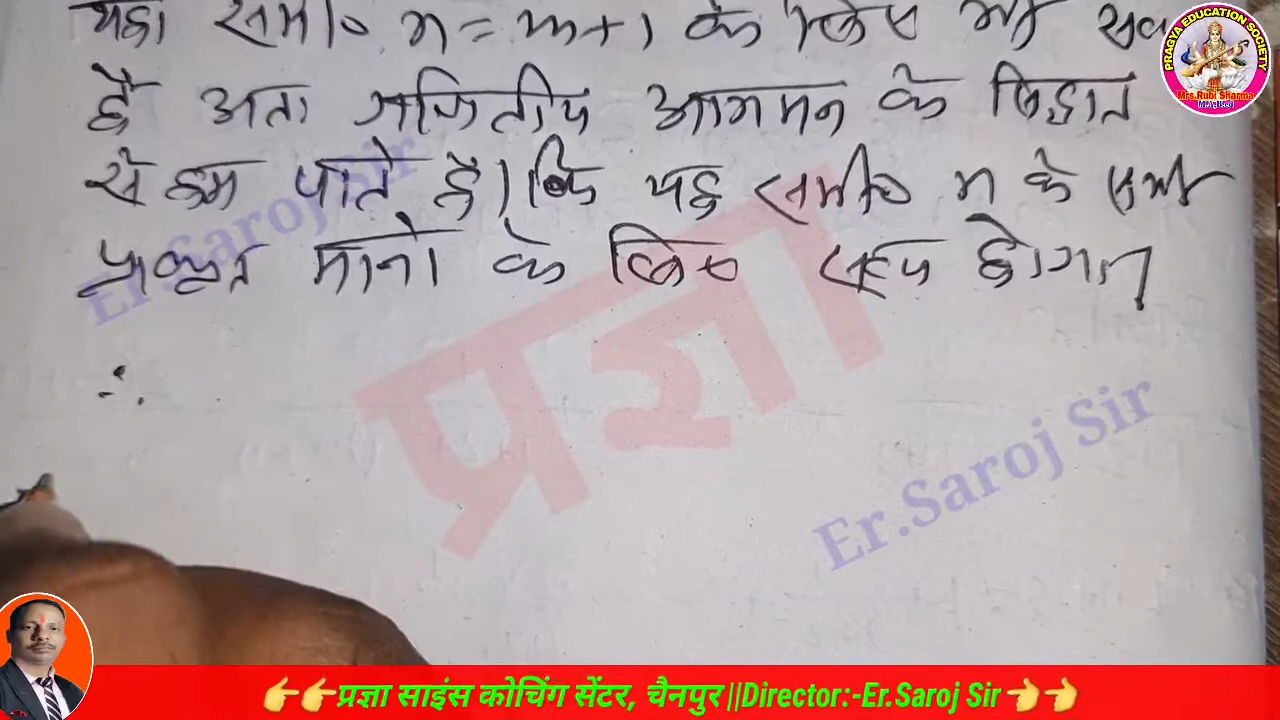 यहा समी० n = m+1 के लिए भी सत्य
है अतः गणितीय आगमन के सिद्धांत
से हम पाते है। कि यह समी० n के सभी
प्राकृत मानो के लिए सत्य होगा।
∴
प्रज्ञा
Er.Saroj Sir
Er.Saroj Sir
PRAGYA EDUCATION SOCIETY
Mrs.Rubi Sharma
प्रज्ञा साइंस कोचिंग सेंटर, चैनपुर ||Director:-Er.Saroj Sir